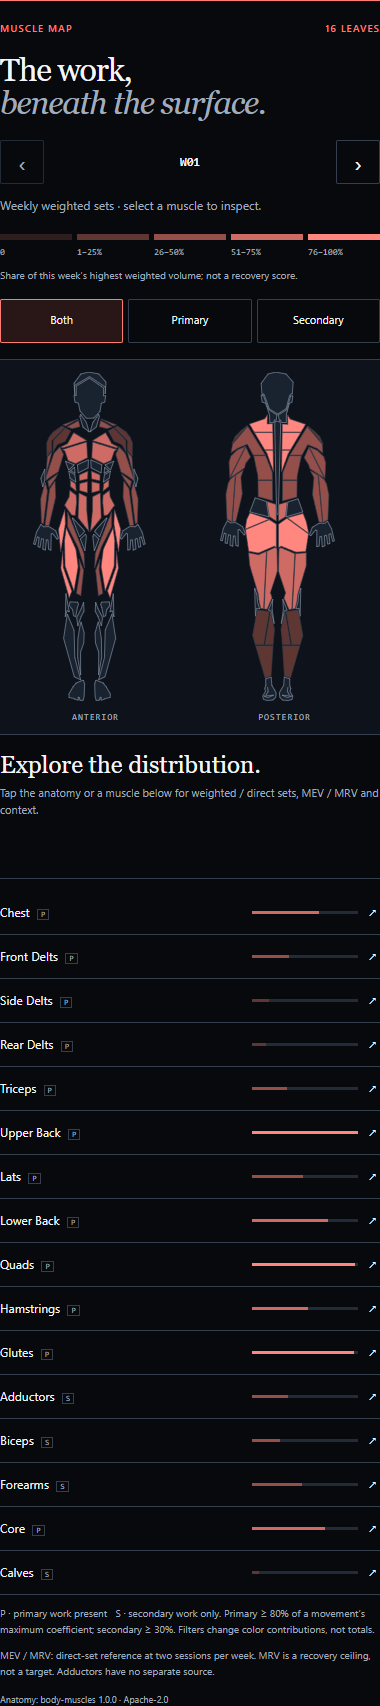 MUSCLE MAP
16 LEAVES
The work,
beneath the surface.
‹
W01
›
Weekly weighted sets · select a muscle to inspect.
0
1–25%
26–50%
51–75%
76–100%
Share of this week's highest weighted volume; not a recovery score.
Both
Primary
Secondary
ANTERIOR
POSTERIOR
Explore the distribution.
Tap the anatomy or a muscle below for weighted / direct sets, MEV / MRV and
context.
Chest P ↗
Front Delts P ↗
Side Delts P ↗
Rear Delts P ↗
Triceps P ↗
Upper Back P ↗
Lats P ↗
Lower Back P ↗
Quads P ↗
Hamstrings P ↗
Glutes P ↗
Adductors S ↗
Biceps S ↗
Forearms S ↗
Core P ↗
Calves S ↗
P · primary work present S · secondary work only. Primary ≥ 80% of a movement's
maximum coefficient; secondary ≥ 30%. Filters change color contributions, not totals.
MEV / MRV: direct-set reference at two sessions per week. MRV is a recovery ceiling,
not a target. Adductors have no separate source.
Anatomy: body-muscles 1.0.0 · Apache-2.0